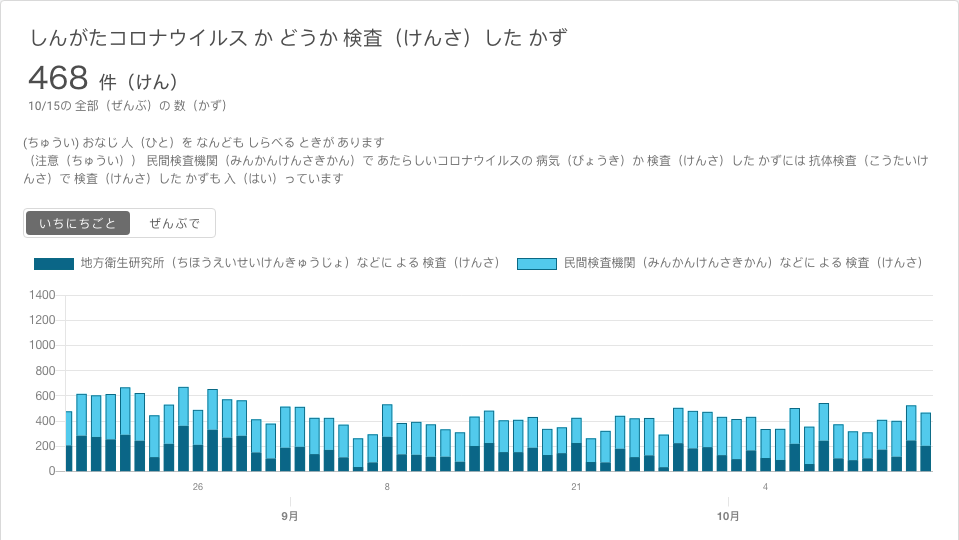 しんがたコロナウイルス か どうか 検査（けんさ）した かず
468 件（けん）
10/15の 全部（ぜんぶ）の 数（かず）
(ちゅうい) おなじ 人（ひと）を なんども しらべる ときが あります
（注意（ちゅうい）） 民間検査機関（みんかんけんさきかん）で あたらしいコロナウイルスの 病気（びょうき）か 検査（けんさ）した かずには 抗体検査（こうたいけ
んさ）で 検査（けんさ）した かずも 入（はい）っています
いちにちごと ぜんぶで
地方衛生研究所（ちほうえいせいけんきゅうじょ）などに よる 検査（けんさ） 民間検査機関（みんかんけんさきかん）などに よる 検査（けんさ）
1400
1200
1000
800
600
400
200
0
26 8 21 4
9月 10月